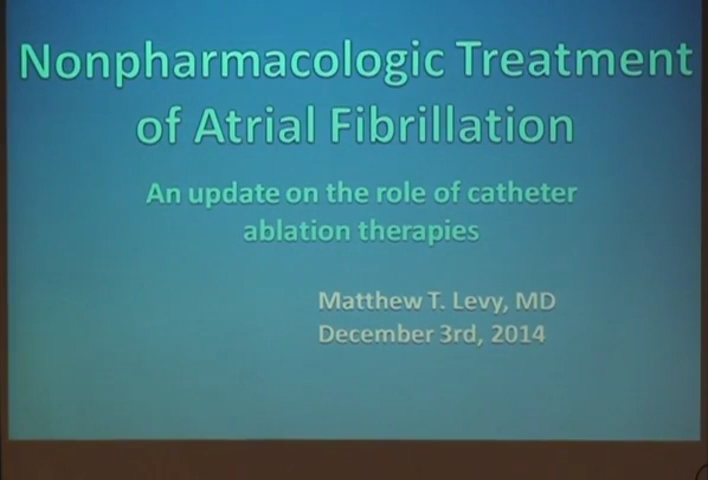 Nonpharmacologic Treatment
of Atrial Fibrillation
An update on the role of catheter
ablation therapies
Matthew T. Levy, MD
December 3rd, 2014